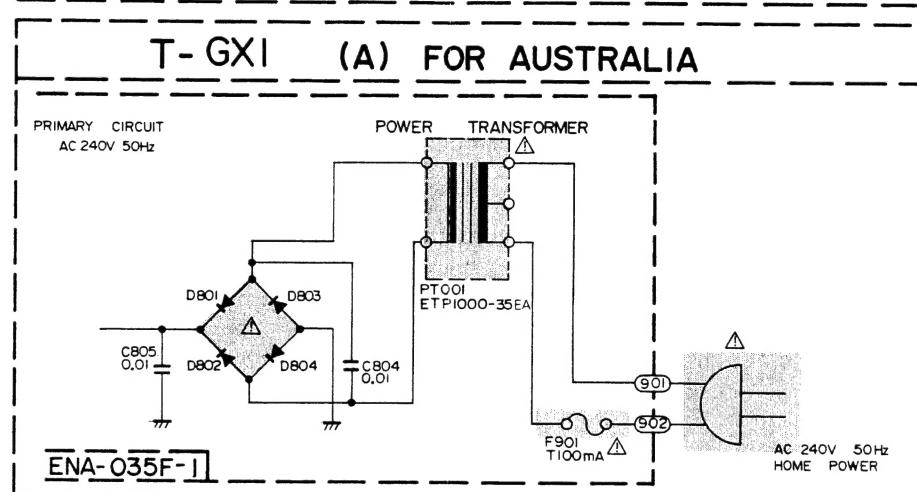 T-GX1 (A) FOR AUSTRALIA
PRIMARY CIRCUIT
AC 240V 50Hz
POWER TRANSFORMER
PT001
ETP1000-35EA
D801
D803
D802
D804
C805
0.01
C804
0.01
901
902
F901
T100mA
AC 240V 50Hz
HOME POWER
ENA-035F-1